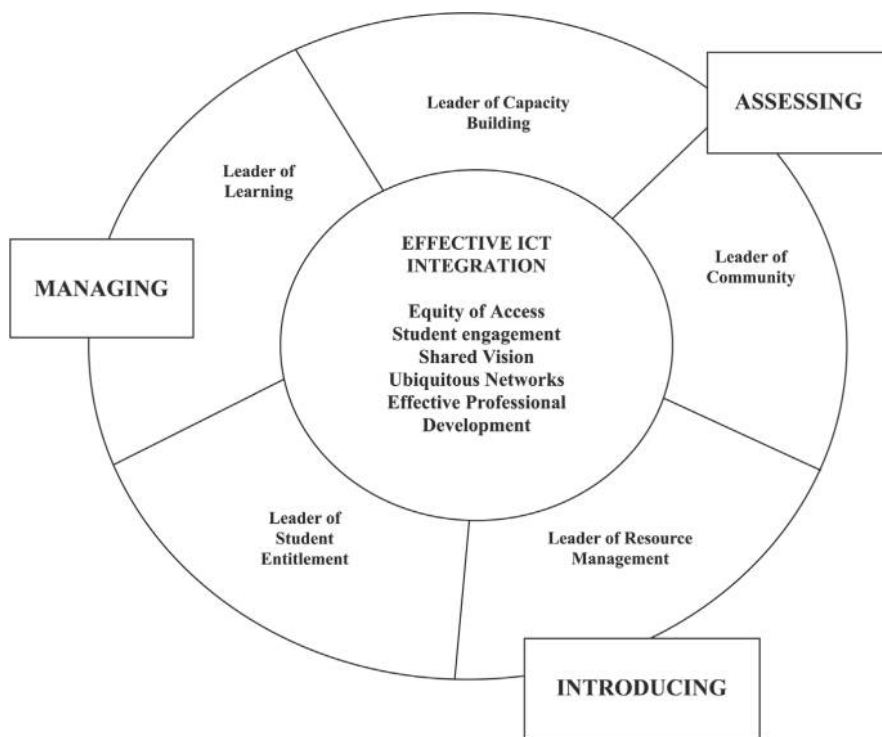 Leader of Capacity
Building
ASSESSING
Leader of
Learning
EFFECTIVE ICT
INTEGRATION
Leader of
Community
MANAGING
Equity of Access
Student engagement
Shared Vision
Ubiquitous Networks
Effective Professional
Development
Leader of
Student
Entitlement
Leader of Resource
Management
INTRODUCING